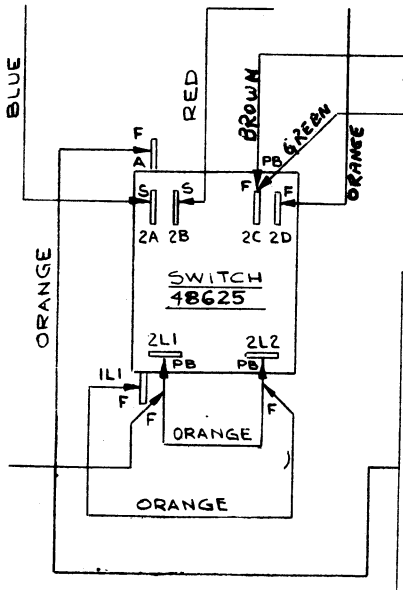 BLUE
RED
BROWN
GREEN
ORANGE
ORANGE
F
A
PB
F
S
S
F
2A
2B
2C
2D
SWITCH
48625
2L1
2L2
PB
PB
1L1
F
F
F
ORANGE
ORANGE